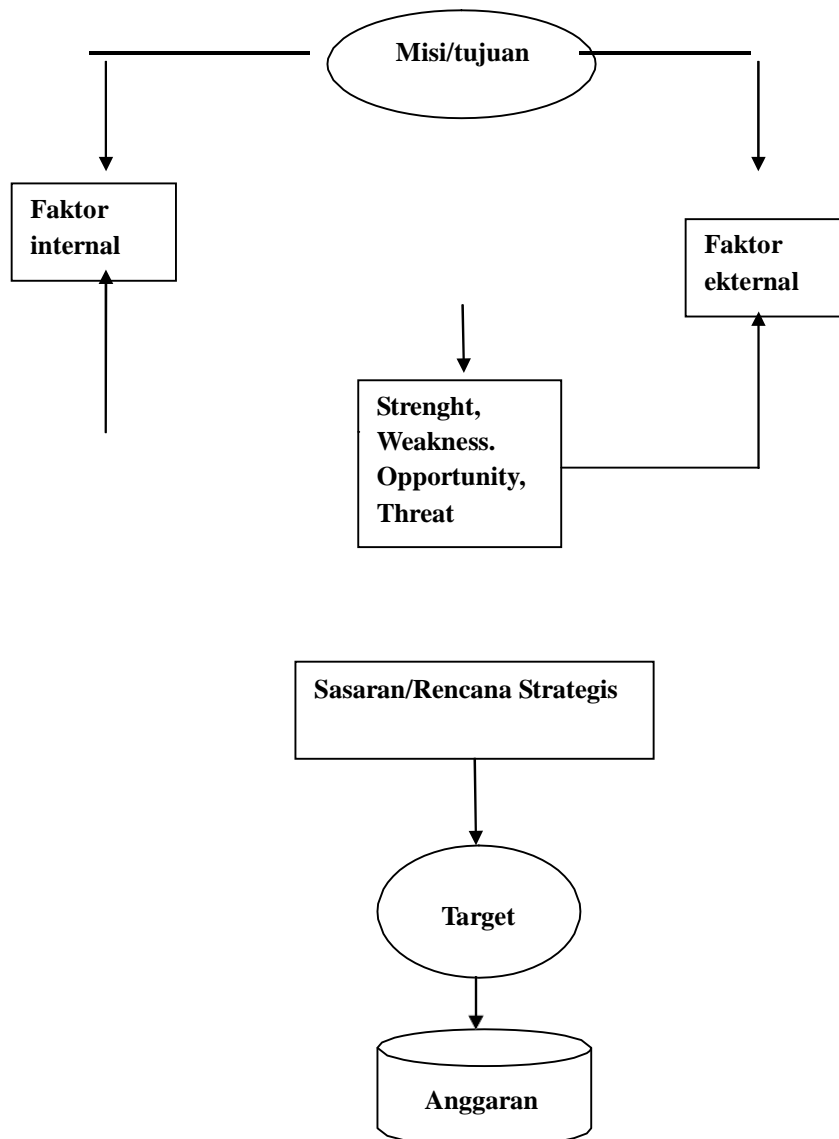 Misi/tujuan
Faktor
internal
Faktor
ekternal
Strenght,
Weakness.
Opportunity,
Threat
Sasaran/Rencana Strategis
Target
Anggaran